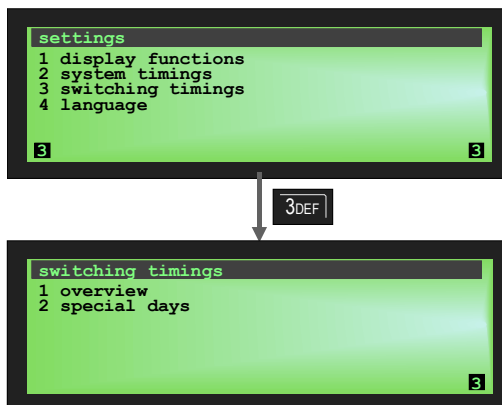 settings
1 display functions
2 system timings
3 switching timings
4 language
3 3
3DEF
switching timings
1 overview
2 special days
3